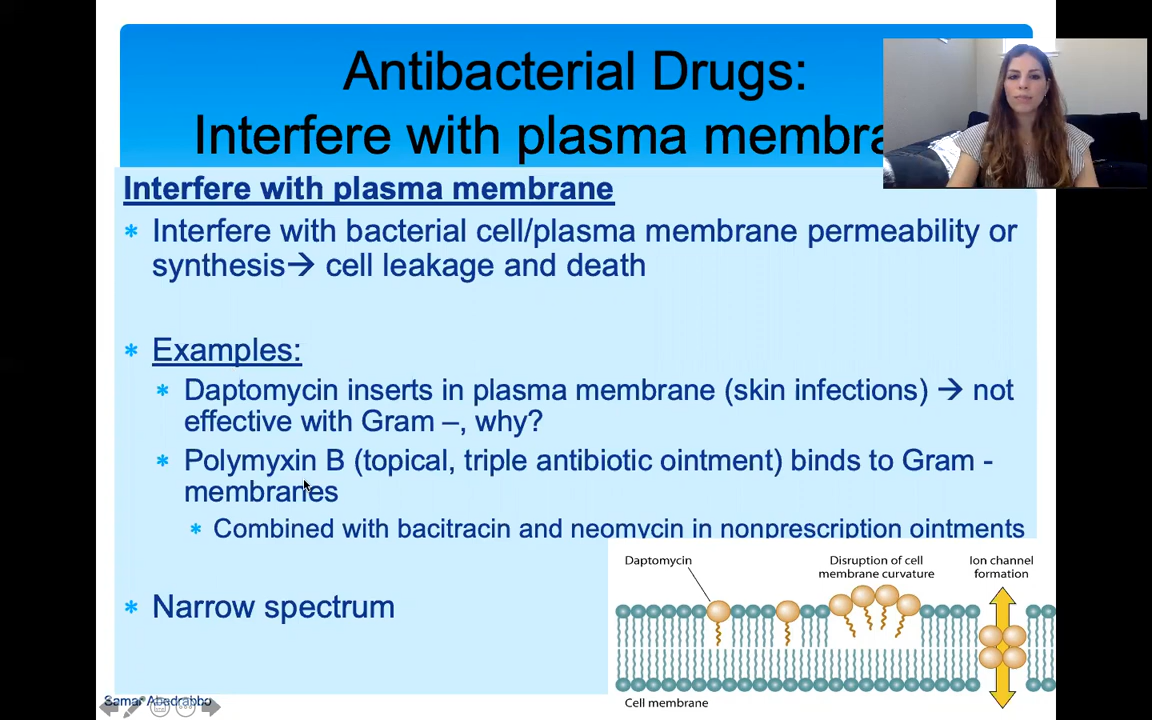 Antibacterial Drugs:
Interfere with plasma membra
Interfere with plasma membrane
* Interfere with bacterial cell/plasma membrane permeability or
synthesis→ cell leakage and death
* Examples:
* Daptomycin inserts in plasma membrane (skin infections) → not
effective with Gram –, why?
* Polymyxin B (topical, triple antibiotic ointment) binds to Gram -
membranes
* Combined with bacitracin and neomycin in nonprescription ointments
* Narrow spectrum
Daptomycin
Disruption of cell
membrane curvature
Ion channel
formation
Cell membrane
Samar Abedrabbo